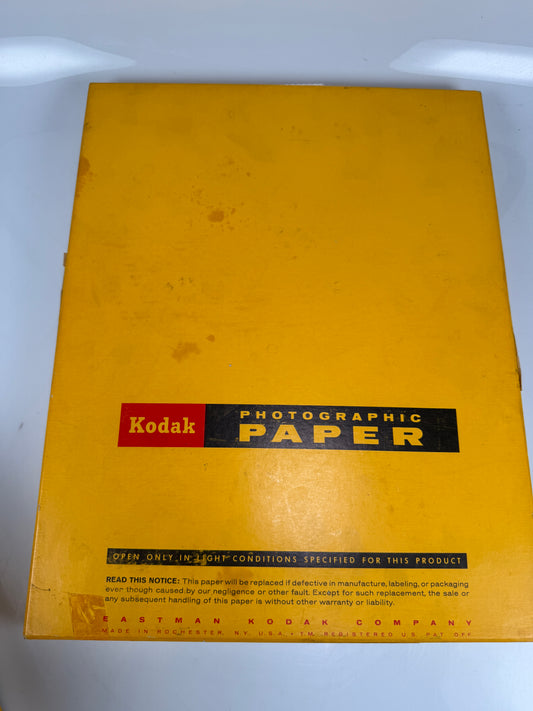 Kodak
PHOTOGRAPHIC
PAPER
OPEN ONLY IN LIGHT CONDITIONS SPECIFIED FOR THIS PRODUCT
READ THIS NOTICE: This paper will be replaced if defective in manufacture, labeling, or packaging
even though caused by our negligence or other fault. Except for such replacement, the sale or
any subsequent handling of this paper is without other warranty or liability.
EASTMAN KODAK COMPANY
MADE IN ROCHESTER, N.Y. U.S.A. • T.M. REGISTERED U.S. PAT. OFF.